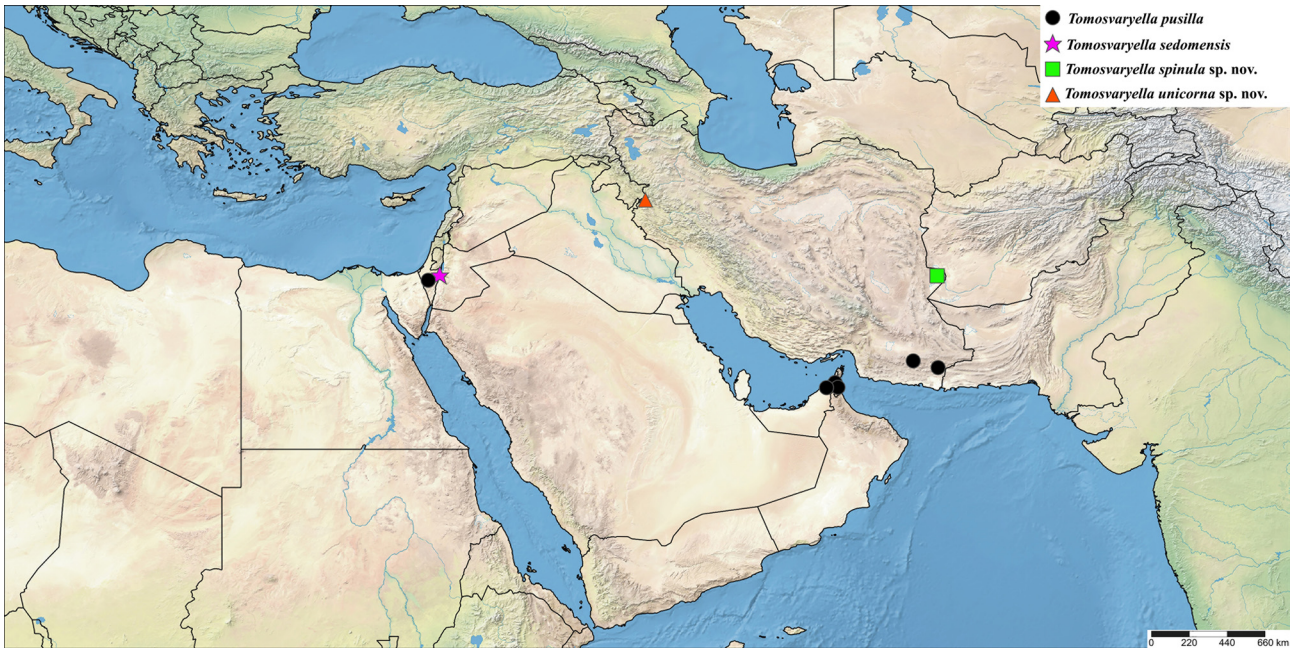 Tomosvaryella pusilla
Tomosvaryella sedomensis
Tomosvaryella spinula sp. nov.
Tomosvaryella unicorna sp. nov.
0 220 440 660 km